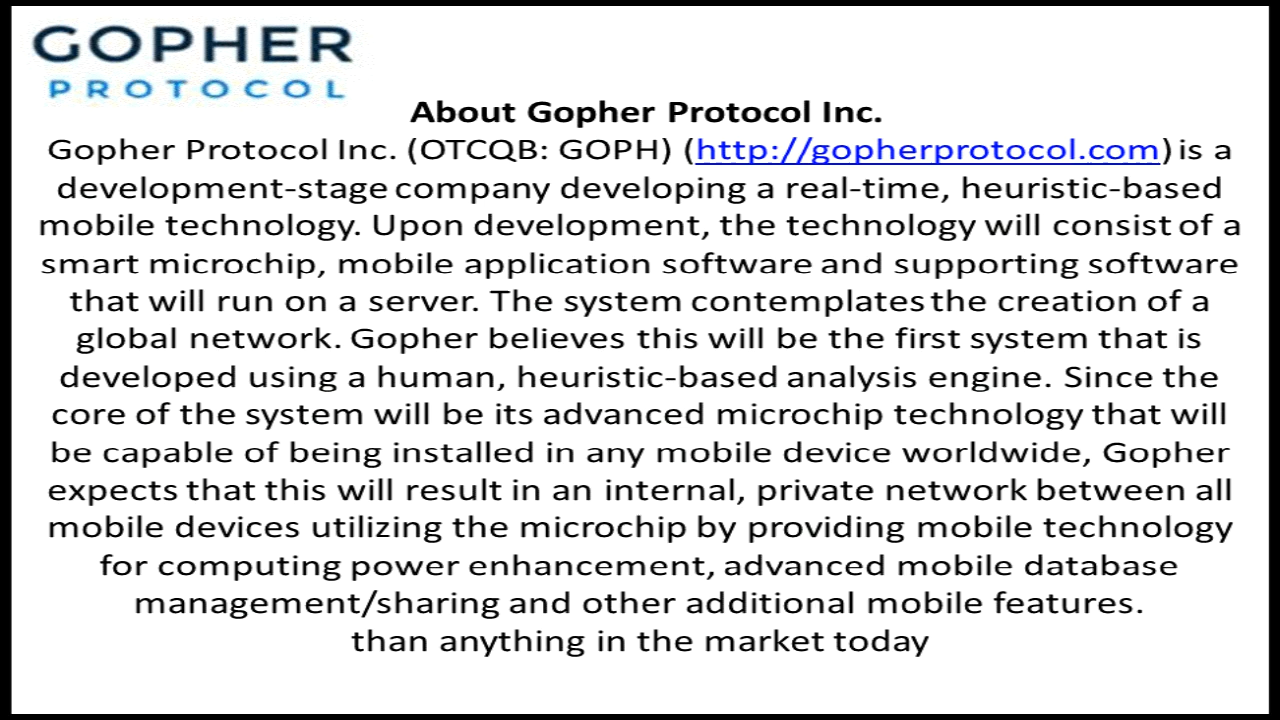 GOPHER
PROTOCOL
About Gopher Protocol Inc.
Gopher Protocol Inc. (OTCQB: GOPH) (http://gopherprotocol.com) is a
development-stage company developing a real-time, heuristic-based
mobile technology. Upon development, the technology will consist of a
smart microchip, mobile application software and supporting software
that will run on a server. The system contemplates the creation of a
global network. Gopher believes this will be the first system that is
developed using a human, heuristic-based analysis engine. Since the
core of the system will be its advanced microchip technology that will
be capable of being installed in any mobile device worldwide, Gopher
expects that this will result in an internal, private network between all
mobile devices utilizing the microchip by providing mobile technology
for computing power enhancement, advanced mobile database
management/sharing and other additional mobile features.
than anything in the market today